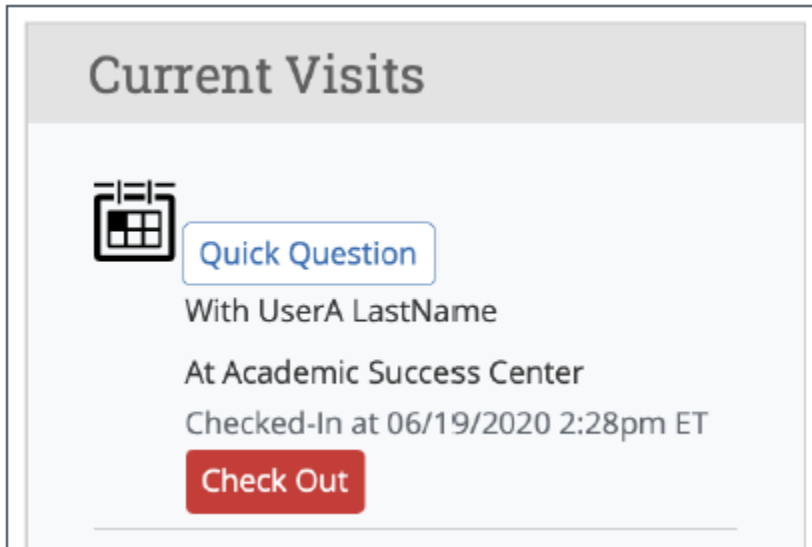 Current Visits
Quick Question
With UserA LastName
At Academic Success Center
Checked-In at 06/19/2020 2:28pm ET
Check Out